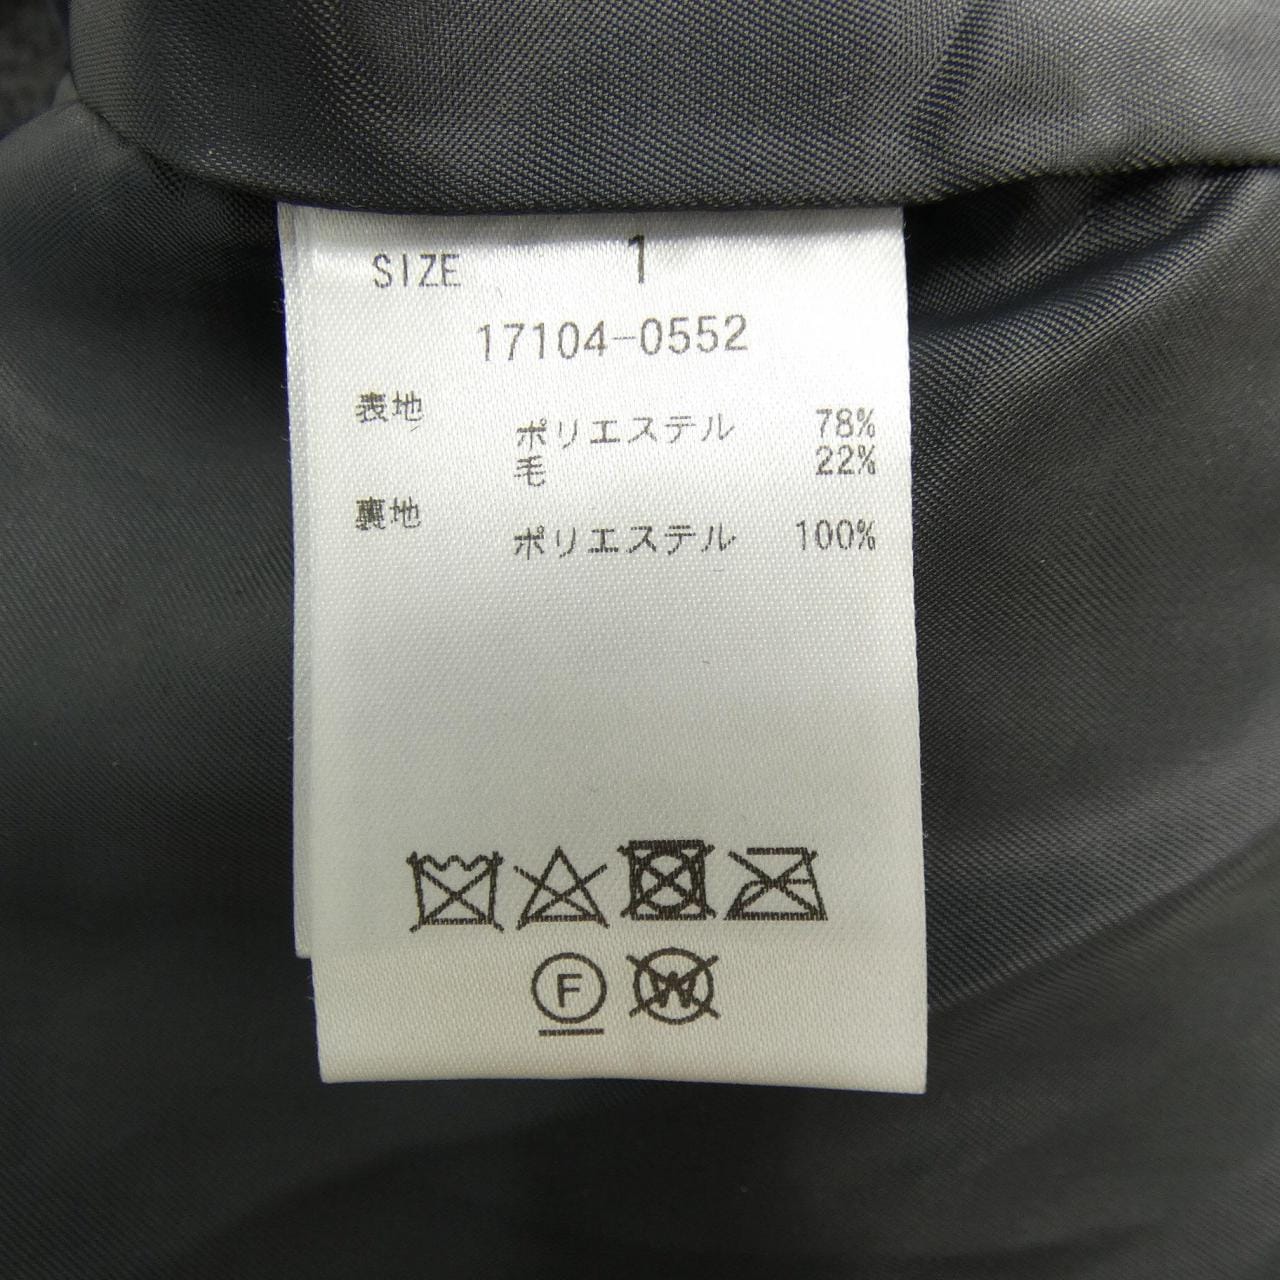 SIZE 1
17104-0552
表地
ポリエステル 78%
毛 22%
裏地
ポリエステル 100%
F W